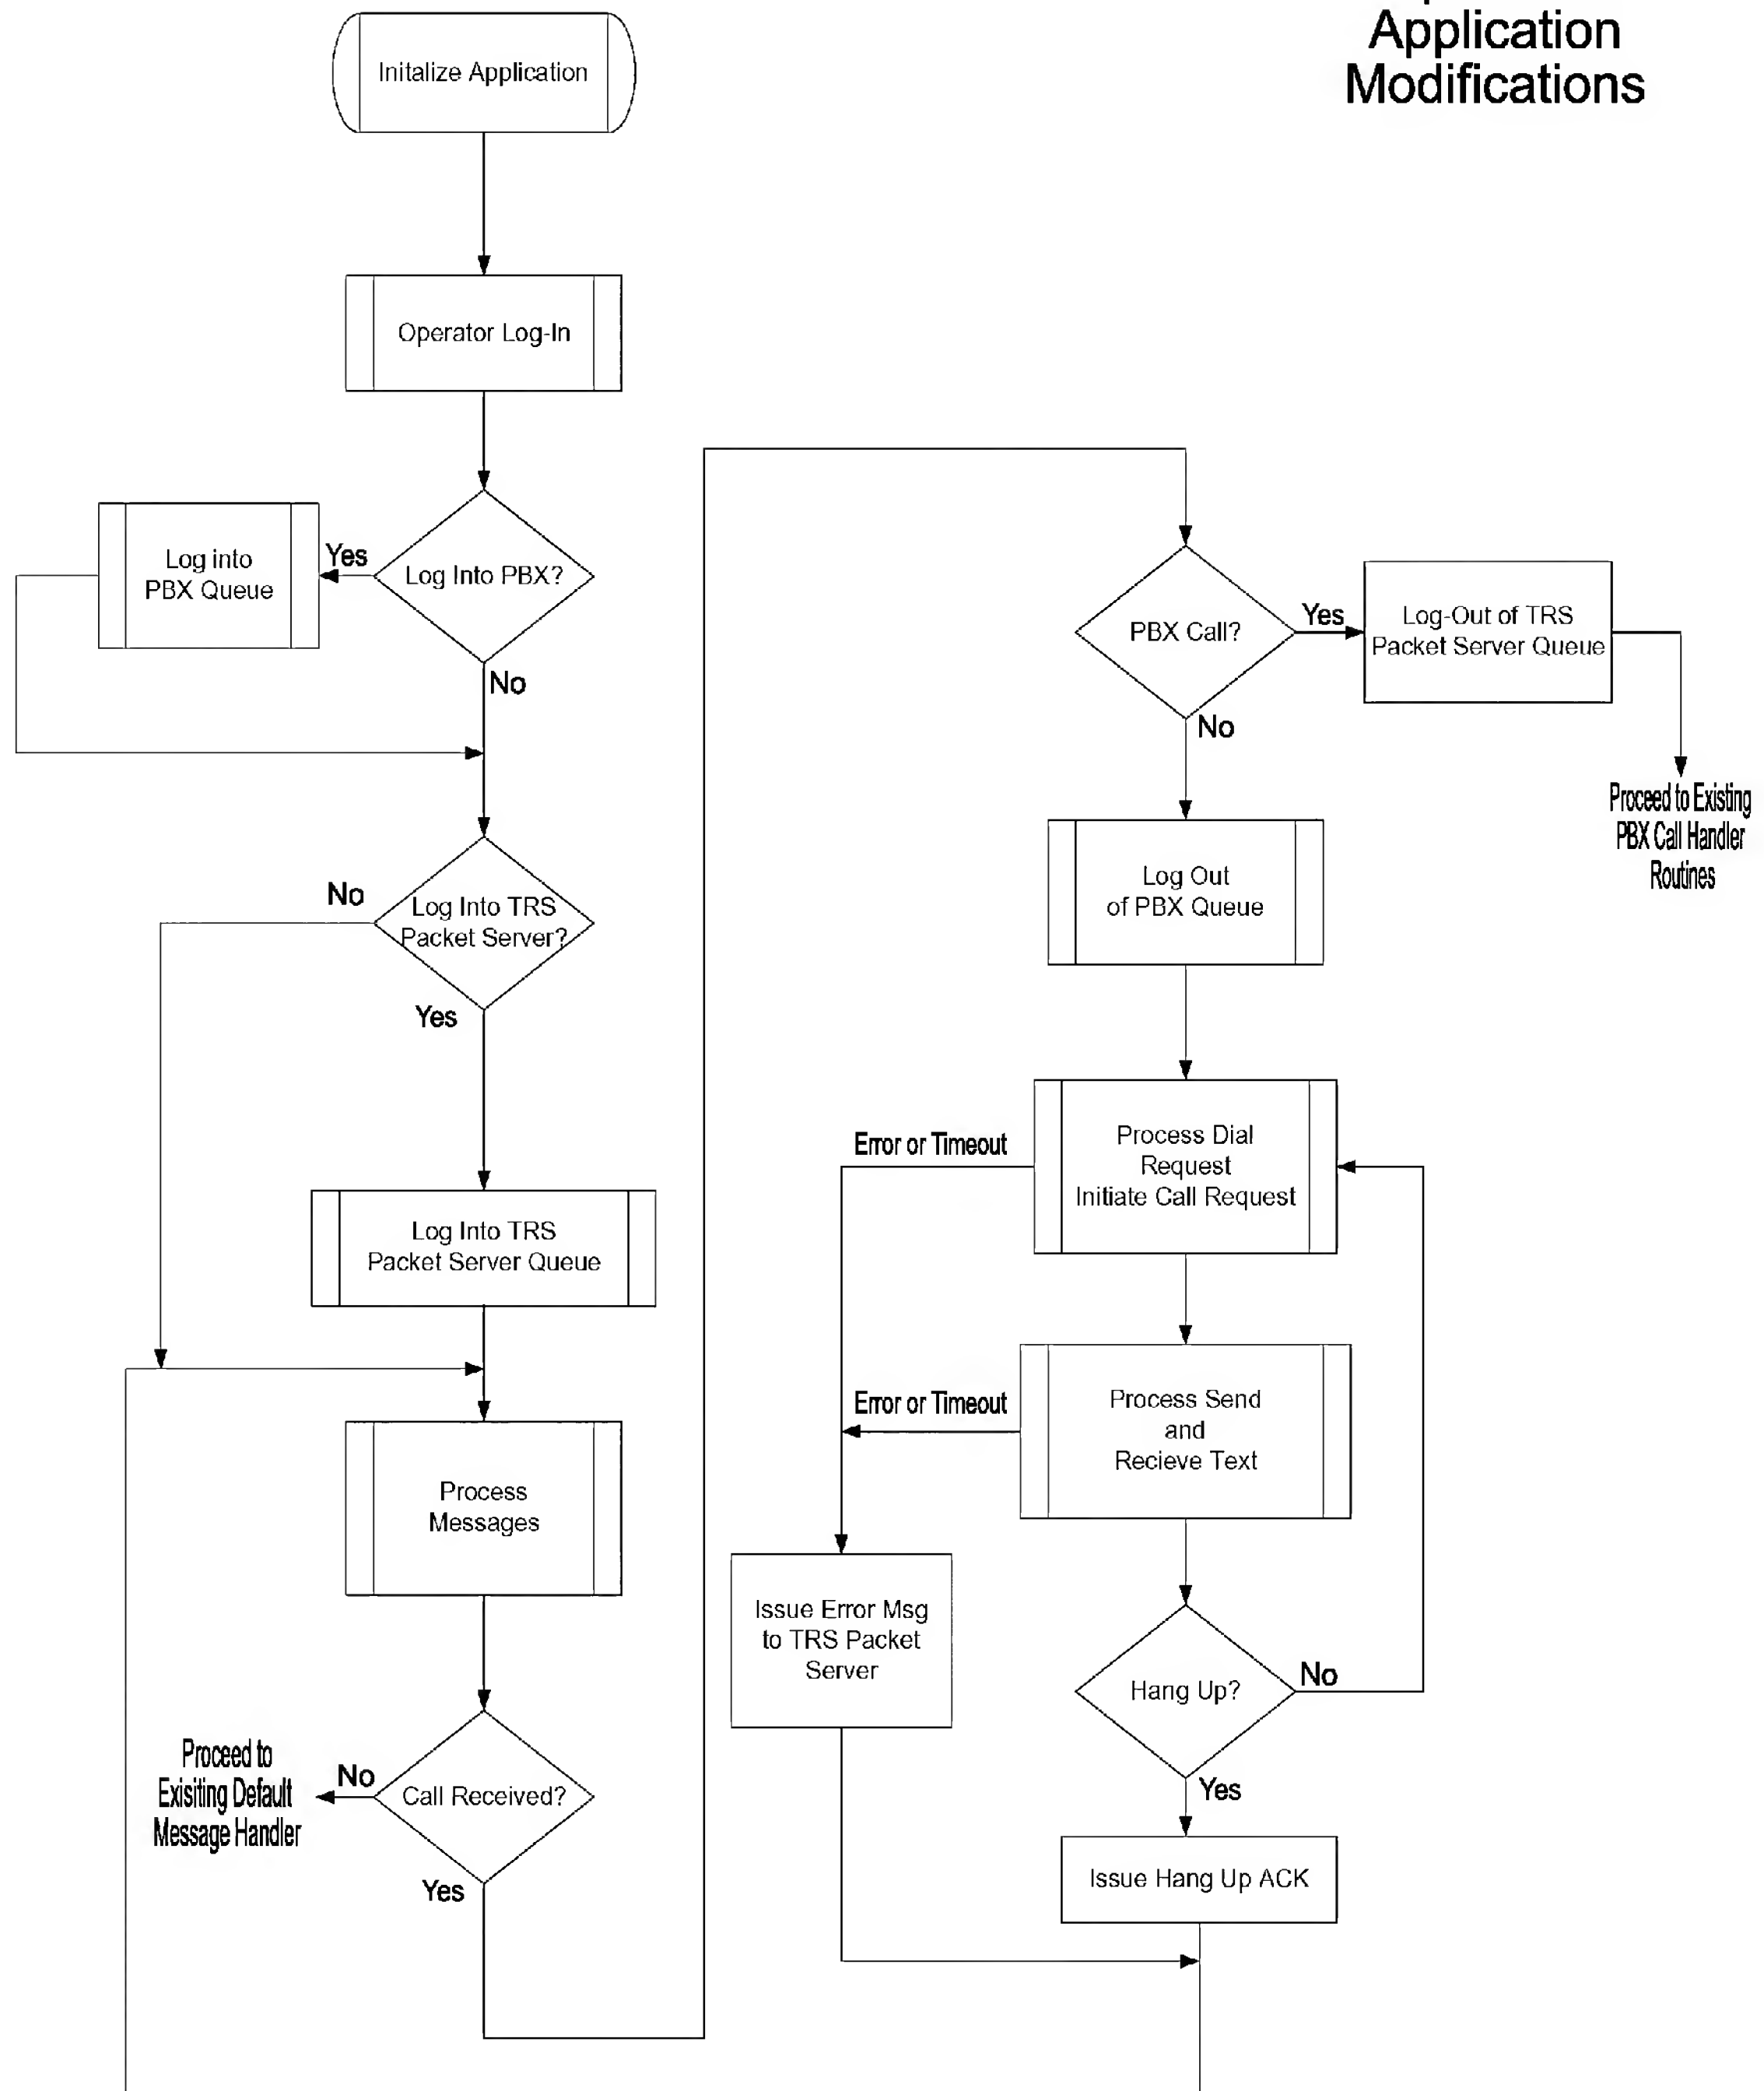 Application
Modifications
Initalize Application
Operator Log-In
Log Into PBX?
Yes
Log into
PBX Queue
No
Log Into TRS
Packet Server?
No
Yes
Log Into TRS
Packet Server Queue
Process
Messages
Call Received?
No
Proceed to
Exisiting Default
Message Handler
Yes
PBX Call?
Yes
Log-Out of TRS
Packet Server Queue
Proceed to Existing
PBX Call Handler
Routines
No
Log Out
of PBX Queue
Process Dial
Request
Initiate Call Request
Error or Timeout
Process Send
and
Recieve Text
Error or Timeout
Issue Error Msg
to TRS Packet
Server
Hang Up?
No
Yes
Issue Hang Up ACK